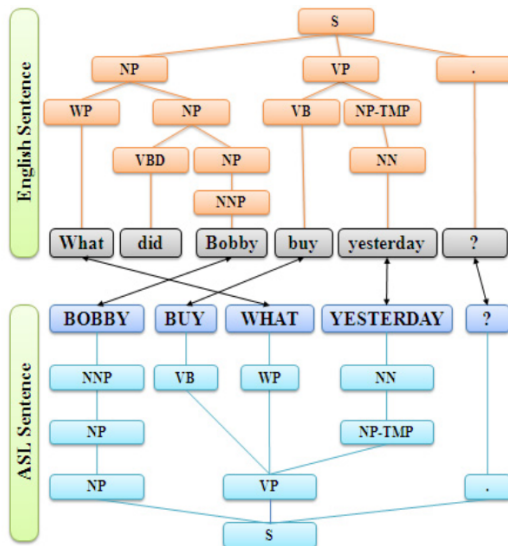 English Sentence
S
NP VP .
WP NP VB NP-TMP
VBD NP NN
NNP
What did Bobby buy yesterday ?
ASL Sentence
BOBBY BUY WHAT YESTERDAY ?
NNP VB WP NN
NP NP-TMP
NP VP .
S